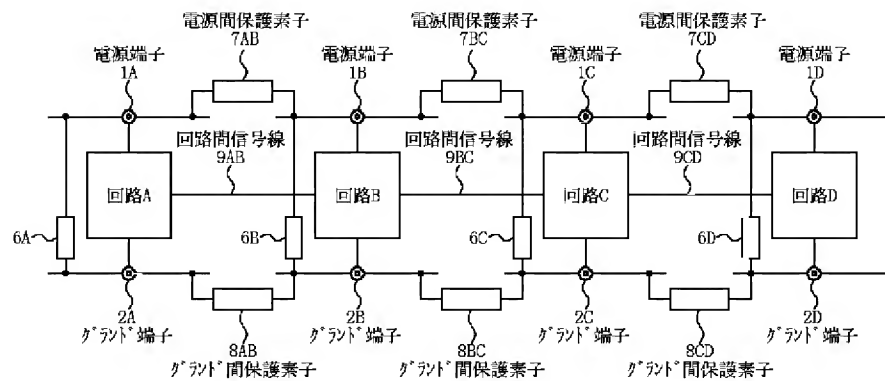 電源間保護素子
7AB
電源間保護素子
7BC
電源間保護素子
7CD
電源端子
1A
電源端子
1B
電源端子
1C
電源端子
1D
回路間信号線
9AB
回路間信号線
9BC
回路間信号線
9CD
回路A
回路B
回路C
回路D
6A
6B
6C
6D
2A
グランド端子
2B
グランド端子
2C
グランド端子
2D
グランド端子
8AB
グランド間保護素子
8BC
グランド間保護素子
8CD
グランド間保護素子